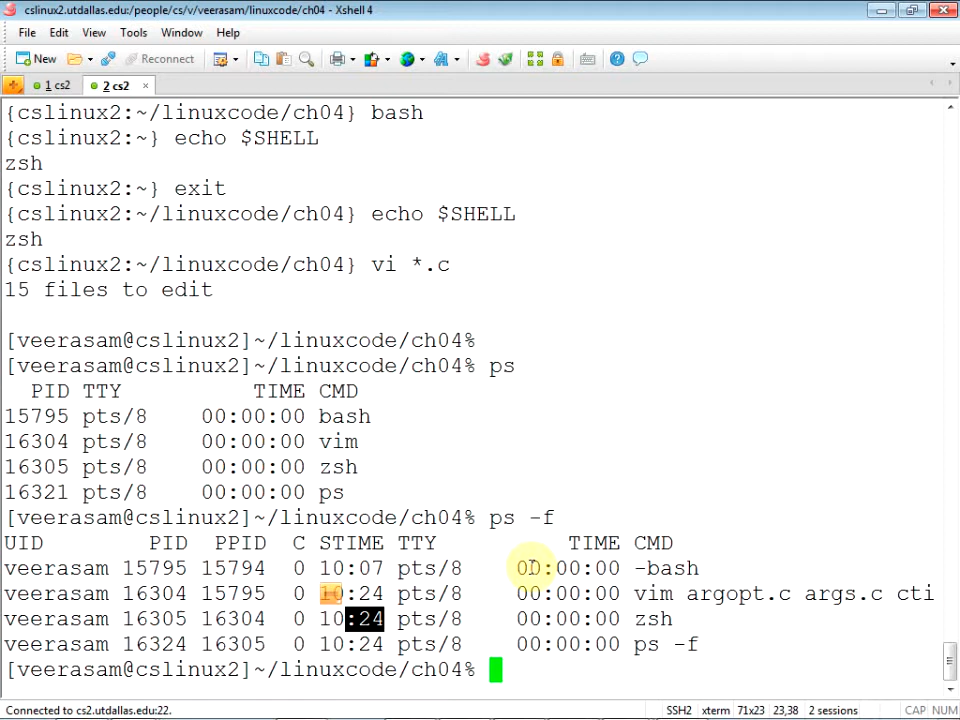 cslinux2.utdallas.edu:/people/cs/v/veerasam/linuxcode/ch04 - Xshell 4
File Edit View Tools Window Help
New Reconnect
1 cs2 2 cs2
{cslinux2:~/linuxcode/ch04} bash
{cslinux2:~} echo $SHELL
zsh
{cslinux2:~} exit
{cslinux2:~/linuxcode/ch04} echo $SHELL
zsh
{cslinux2:~/linuxcode/ch04} vi *.c
15 files to edit
[veerasam@cslinux2]~/linuxcode/ch04%
[veerasam@cslinux2]~/linuxcode/ch04% ps
PID TTY TIME CMD
15795 pts/8 00:00:00 bash
16304 pts/8 00:00:00 vim
16305 pts/8 00:00:00 zsh
16321 pts/8 00:00:00 ps
[veerasam@cslinux2]~/linuxcode/ch04% ps -f
UID PID PPID C STIME TTY TIME CMD
veerasam 15795 15794 0 10:07 pts/8 00:00:00 -bash
veerasam 16304 15795 0 10:24 pts/8 00:00:00 vim argopt.c args.c cti
veerasam 16305 16304 0 10:24 pts/8 00:00:00 zsh
veerasam 16324 16305 0 10:24 pts/8 00:00:00 ps -f
[veerasam@cslinux2]~/linuxcode/ch04%
Connected to cs2.utdallas.edu:22. SSH2 xterm 71x23 23,38 2 sessions CAP NUM